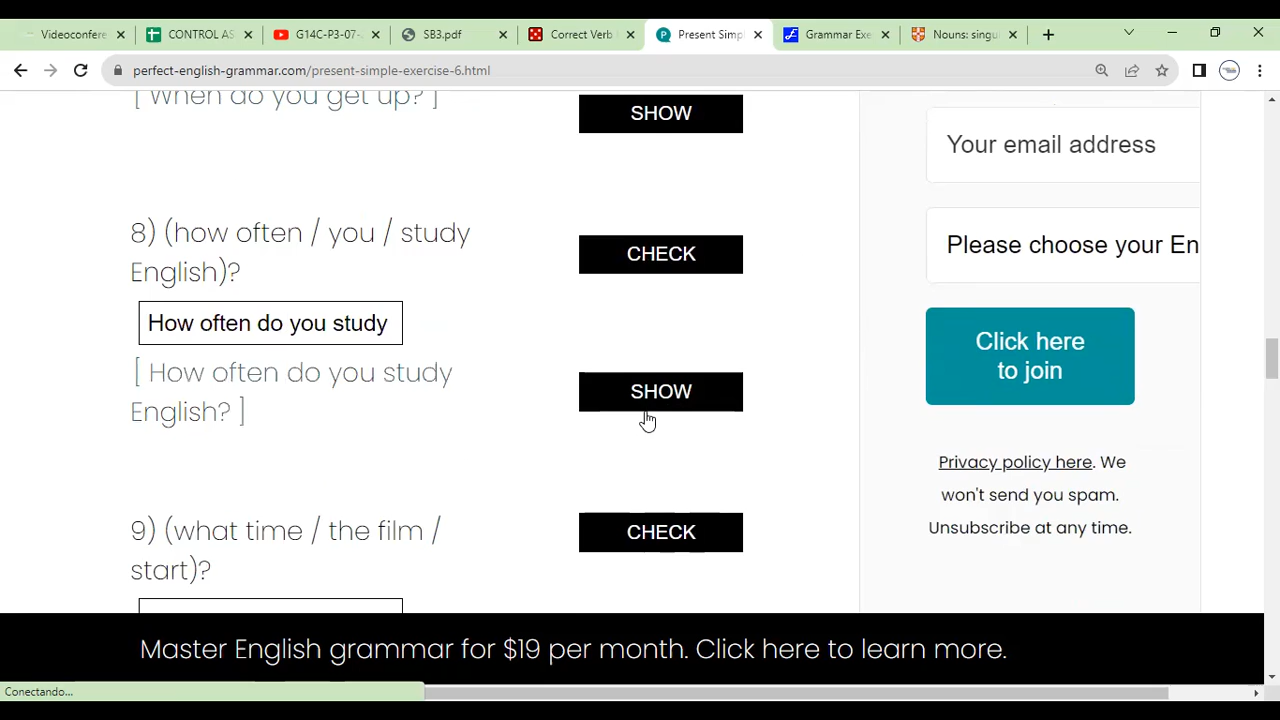 Videoconfere
CONTROL AS
G14C-P3-07-
SB3.pdf
Correct Verb
Present Simp
Grammar Exe
Nouns: singu
perfect-english-grammar.com/present-simple-exercise-6.html
[ When do you get up? ]
SHOW
8) (how often / you / study
English)?
CHECK
How often do you study
[ How often do you study
English? ]
SHOW
9) (what time / the film /
start)?
CHECK
Your email address
Please choose your En
Click here
to join
Privacy policy here. We
won't send you spam.
Unsubscribe at any time.
Master English grammar for $19 per month. Click here to learn more.
Conectando...